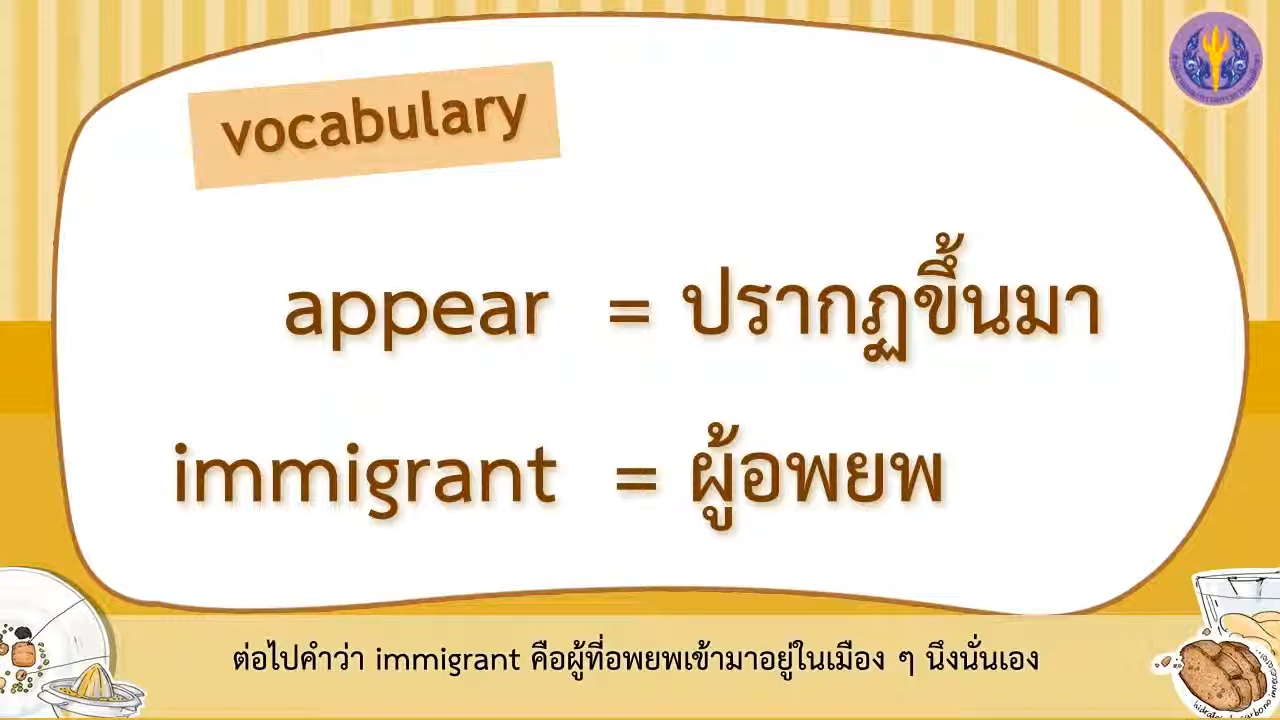 vocabulary
appear = ปรากฏขึ้นมา
immigrant = ผู้อพยพ
ต่อไปคำว่า immigrant คือผู้ที่อพยพเข้ามาอยู่ในเมือง ๆ นึงนั่นเอง